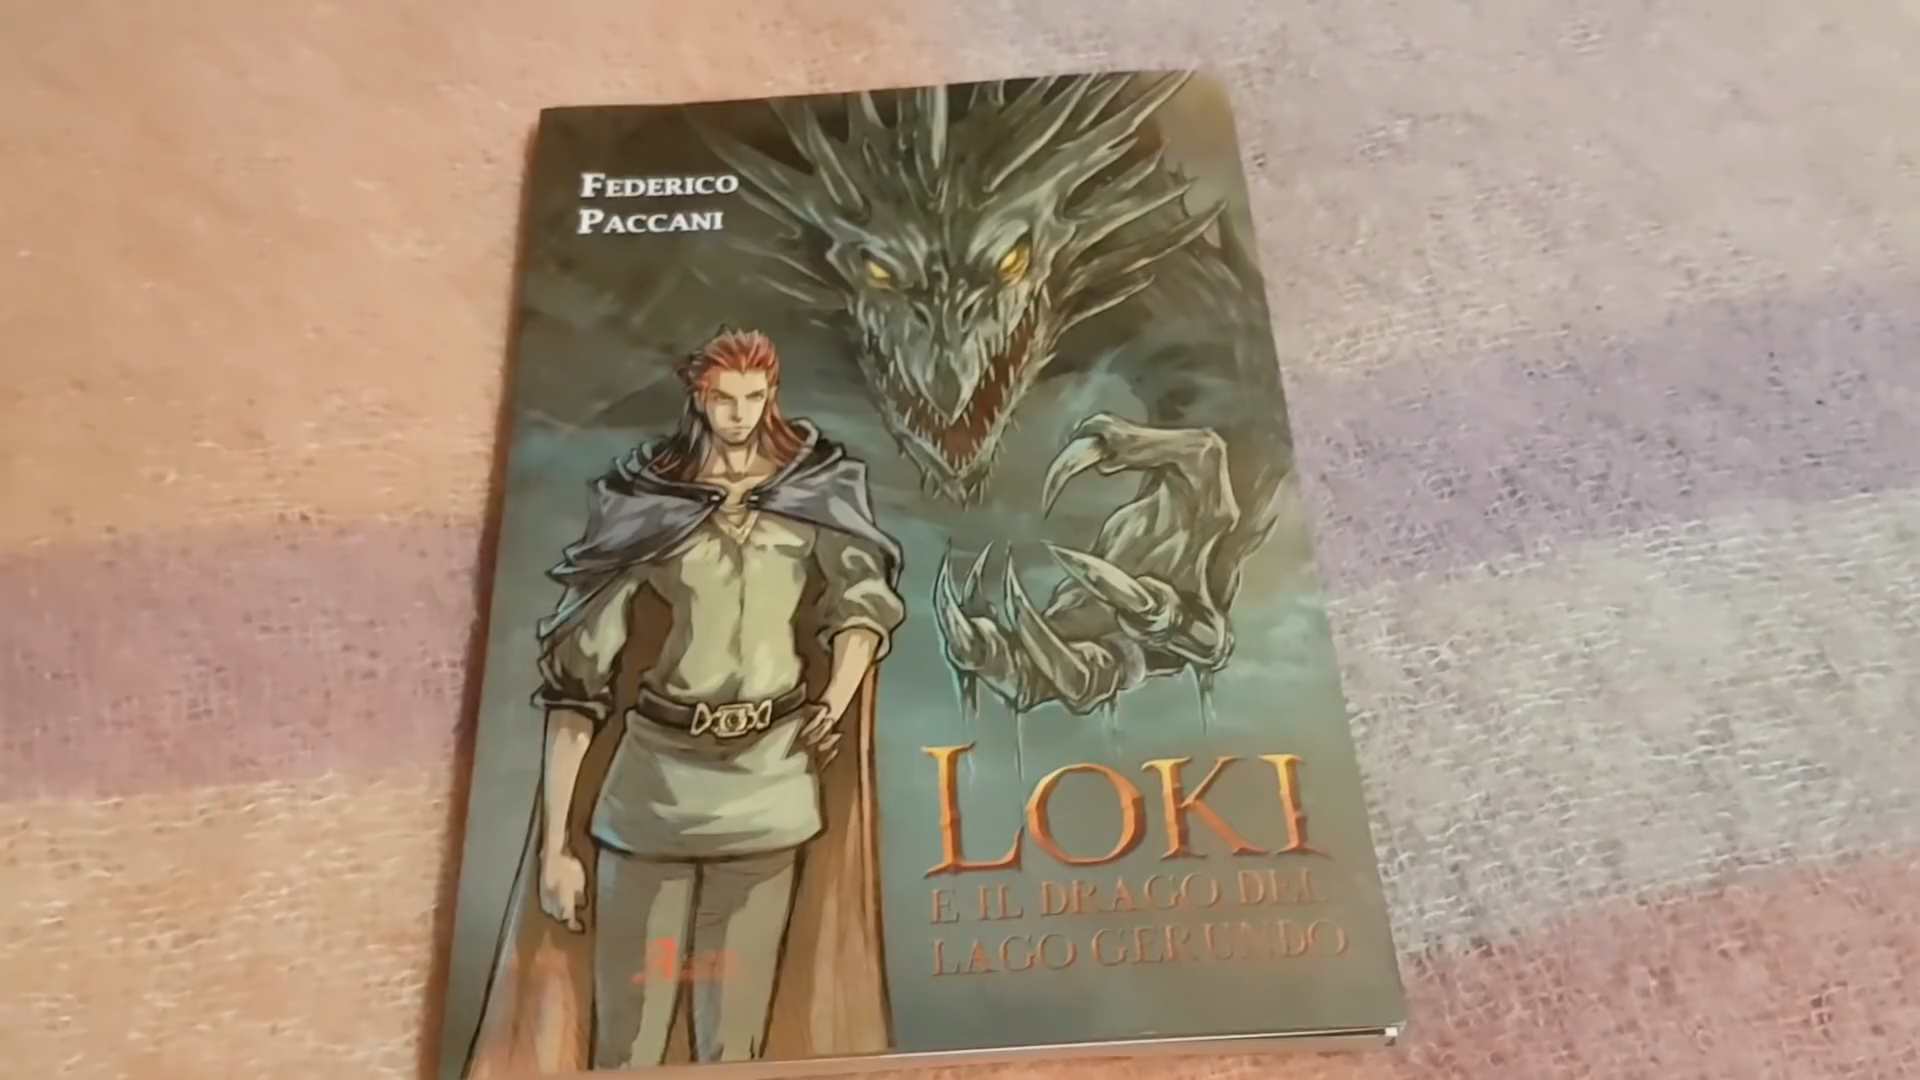 FEDERICO
PACCANI
LOKI
E IL DRAGO DEL
LAGO GERUNDO